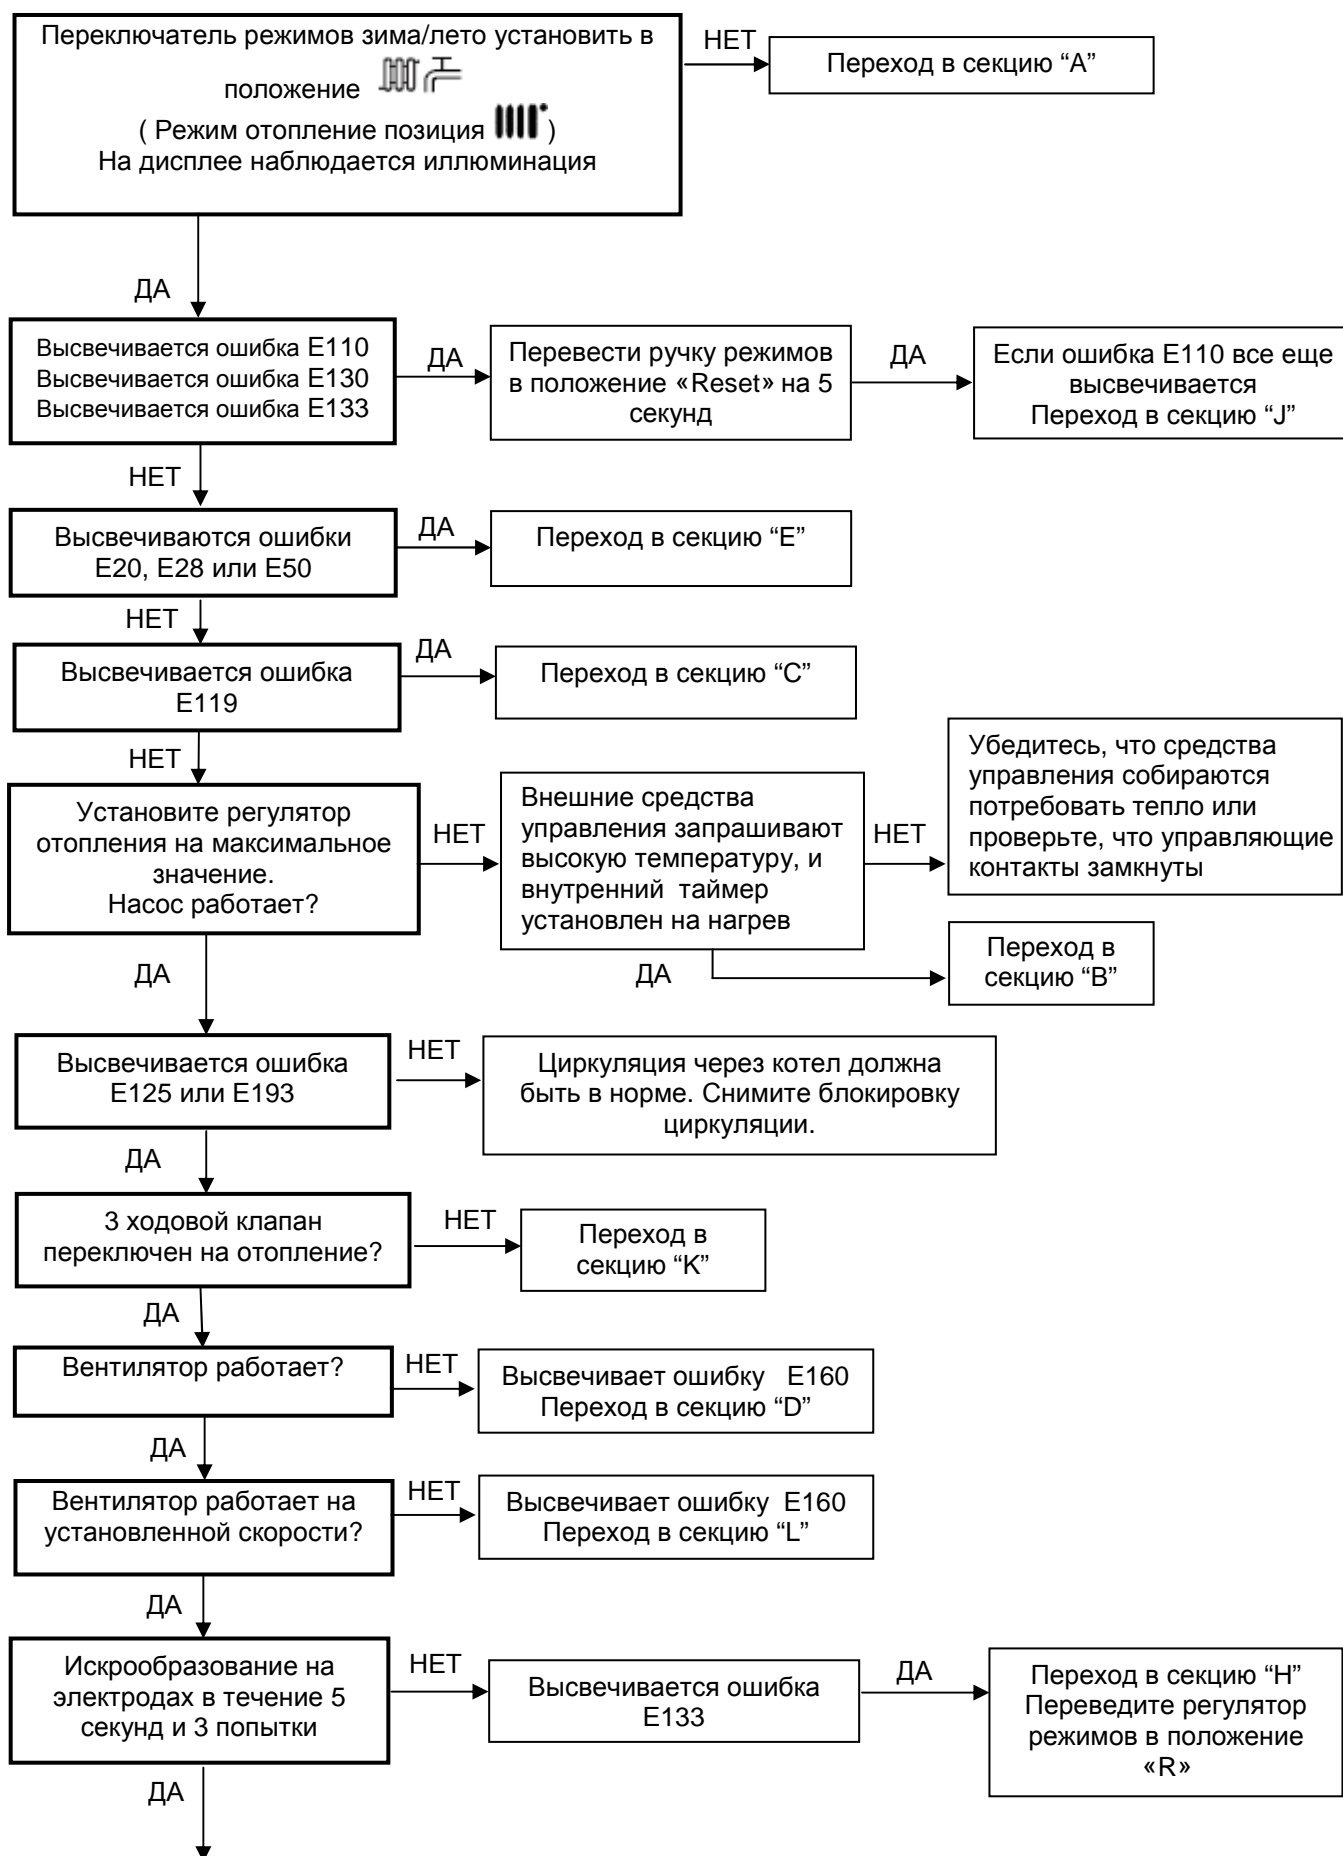 Переключатель режимов зима/лето установить в
положение
( Режим отопление позиция )
На дисплее наблюдается иллюминация
НЕТ
Переход в секцию “A”
ДА
Высвечивается ошибка E110
Высвечивается ошибка E130
Высвечивается ошибка E133
ДА
Перевести ручку режимов
в положение «Reset» на 5
секунд
ДА
Если ошибка E110 все еще
высвечивается
Переход в секцию “J”
НЕТ
Высвечиваются ошибки
E20, E28 или E50
ДА
Переход в секцию “E”
НЕТ
Высвечивается ошибка
E119
ДА
Переход в секцию “C”
НЕТ
Установите регулятор
отопления на максимальное
значение.
Насос работает?
НЕТ
Внешние средства
управления запрашивают
высокую температуру, и
внутренний таймер
установлен на нагрев
НЕТ
Убедитесь, что средства
управления собираются
потребовать тепло или
проверьте, что управляющие
контакты замкнуты
ДА
Переход в
секцию “B”
ДА
Высвечивается ошибка
E125 или E193
НЕТ
Циркуляция через котел должна
быть в норме. Снимите блокировку
циркуляции.
ДА
3 ходовой клапан
переключен на отопление?
НЕТ
Переход в
секцию “K”
ДА
Вентилятор работает?
НЕТ
Высвечивает ошибку E160
Переход в секцию “D”
ДА
Вентилятор работает на
установленной скорости?
НЕТ
Высвечивает ошибку E160
Переход в секцию “L”
ДА
Искрообразование на
электродах в течение 5
секунд и 3 попытки
НЕТ
Высвечивается ошибка
E133
ДА
Переход в секцию “H”
Переведите регулятор
режимов в положение
«R»
ДА